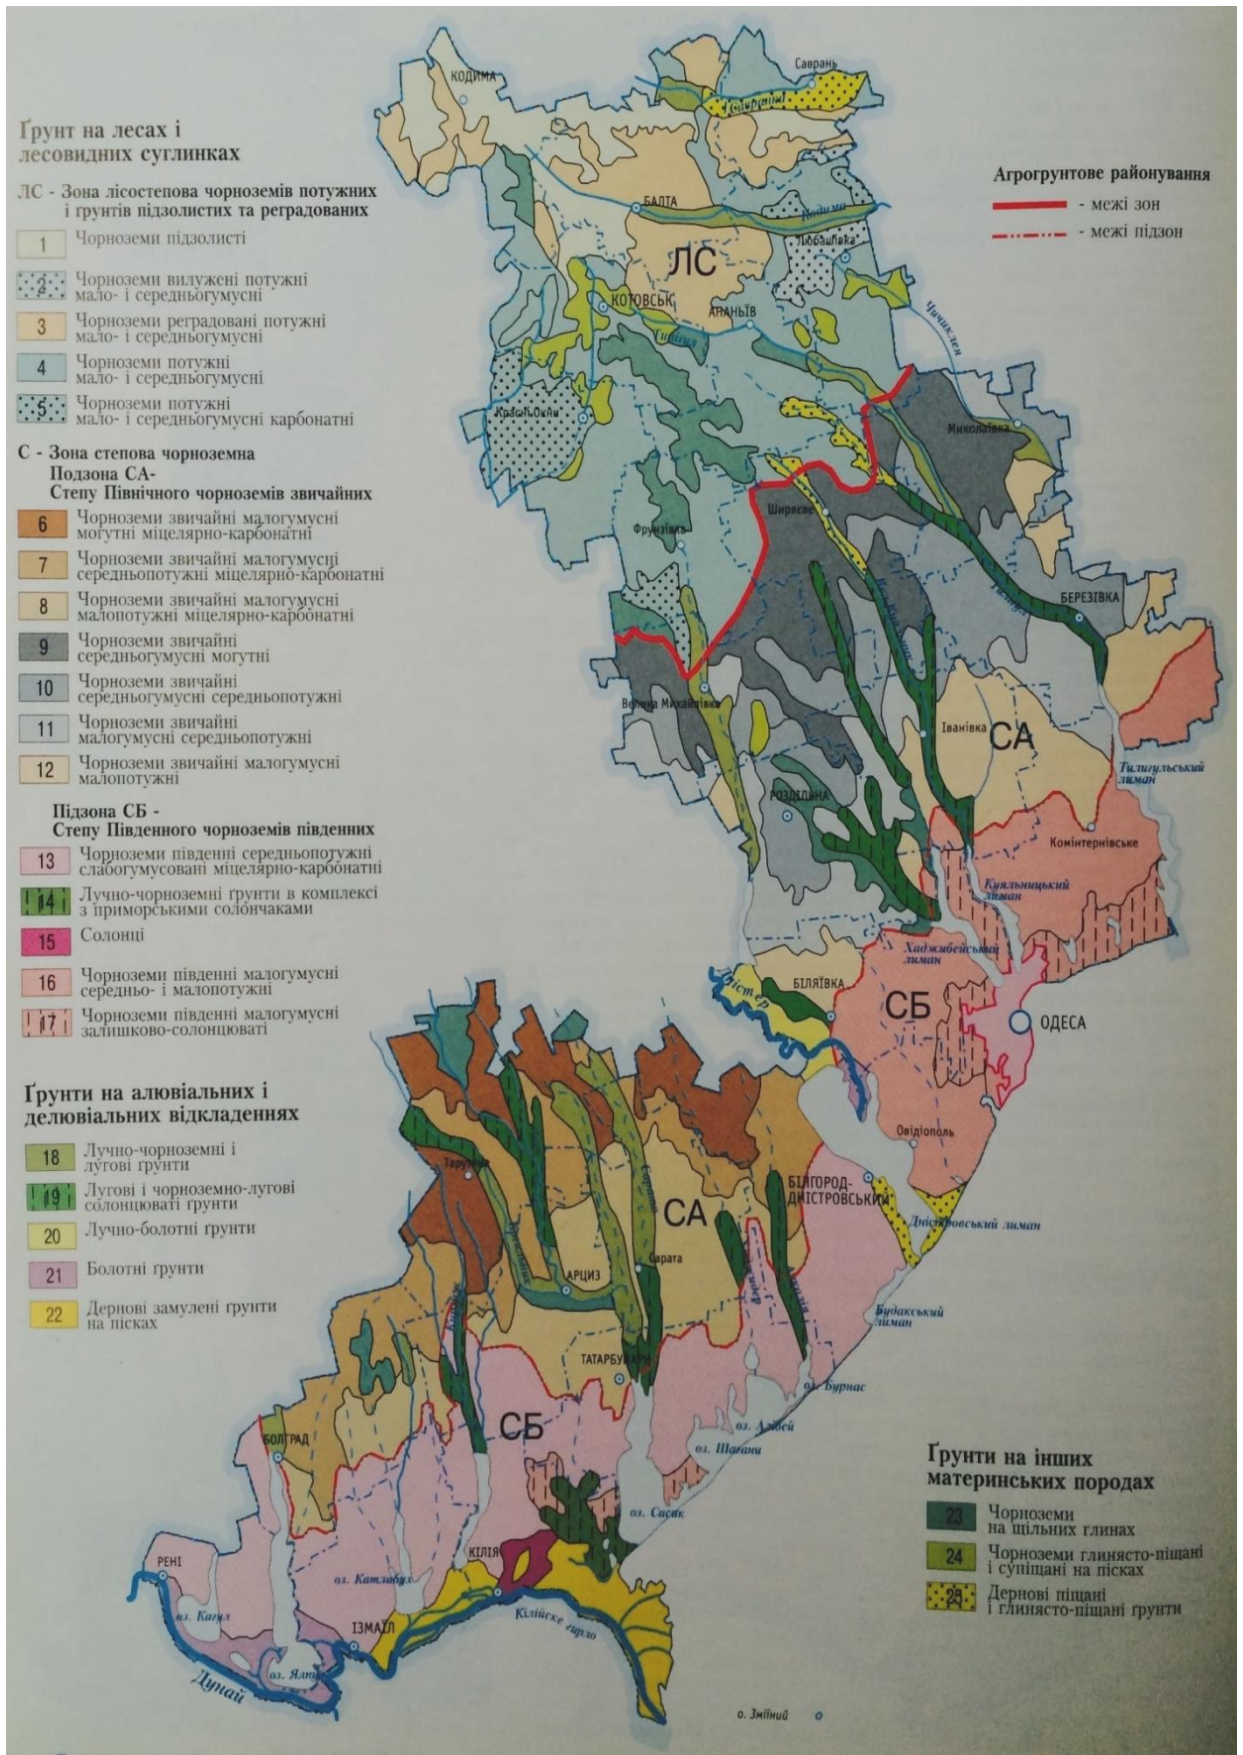 Ґрунт на лесах і
лесовидних суглинках
ЛС - Зона лісостепова чорноземів потужних
і ґрунтів підзолистих та реградованих
1 Чорноземи підзолисті
2 Чорноземи вилужені потужні
мало- і середньогумусні
3 Чорноземи реградовані потужні
мало- і середньогумусні
4 Чорноземи потужні
мало- і середньогумусні
5 Чорноземи потужні
мало- і середньогумусні карбонатні
С - Зона степова чорноземна
Подзона СА-
Степу Північного чорноземів звичайних
6 Чорноземи звичайні малогумусні
могутні міцелярно-карбонатні
7 Чорноземи звичайні малогумусні
середньопотужні міцелярно-карбонатні
8 Чорноземи звичайні малогумусні
малопотужні міцелярно-карбонатні
9 Чорноземи звичайні
середньогумусні могутні
10 Чорноземи звичайні
середньогумусні середньопотужні
11 Чорноземи звичайні
малогумусні середньопотужні
12 Чорноземи звичайні малогумусні
малопотужні
Підзона СБ -
Степу Південного чорноземів південних
13 Чорноземи південні середньопотужні
слабогумусовані міцелярно-карбонатні
14 Лучно-чорноземні ґрунти в комплексі
з приморськими солончаками
15 Солонці
16 Чорноземи південні малогумусні
середньо- і малопотужні
17 Чорноземи південні малогумусні
залишково-солонцюваті
Ґрунти на алювіальних і
делювіальних відкладеннях
18 Лучно-чорноземні і
лугові ґрунти
19 Лугові і чорноземно-лугові
солонцюваті ґрунти
20 Лучно-болотні ґрунти
21 Болотні ґрунти
22 Дернові замулені ґрунти
на пісках
Агрогрунтове районування
- межі зон
- межі підзон
КОДИМА
Саврань
БАЛТА
Кодима
Любашівка
ЛС
КОТОВСЬК
АНАНЬЇВ
Тилігул
Чичиклея
Красні Окни
Миколаївка
Ширяєве
Фрунзівка
Тилігул
БЕРЕЗІВКА
Велика Михайлівка
Іванівка
СА
Тилигульський
лиман
РОЗДІЛЬНА
Комінтернівське
Куяльницький
лиман
Хаджибейський
лиман
Дністер
БІЛЯЇВКА
СБ
ОДЕСА
Овідіополь
Тарутине
Сарата
БІЛГОРОД-
ДНІСТРОВСЬКИЙ
СА
Дністровський лиман
Сарата
АРЦИЗ
Будакський
лиман
ТАТАРБУНАРИ
оз. Бурнас
СБ
оз. Алібей
оз. Шагани
БОЛГРАД
оз. Сасик
КІЛІЯ
РЕНІ
оз. Катлабух
оз. Кагул
Кілійске гирло
ІЗМАЇЛ
оз. Ялпуг
Дунай
о. Зміїний
Ґрунти на інших
материнських породах
23 Чорноземи
на щільних глинах
24 Чорноземи глинясто-піщані
і супіщані на пісках
25 Дернові піщані
і глинясто-піщані ґрунти